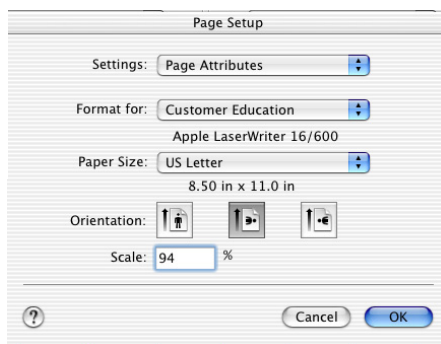 Page Setup
Settings: Page Attributes
Format for: Customer Education
Apple LaserWriter 16/600
Paper Size: US Letter
8.50 in x 11.0 in
Orientation:
Scale: 94 %
? Cancel OK